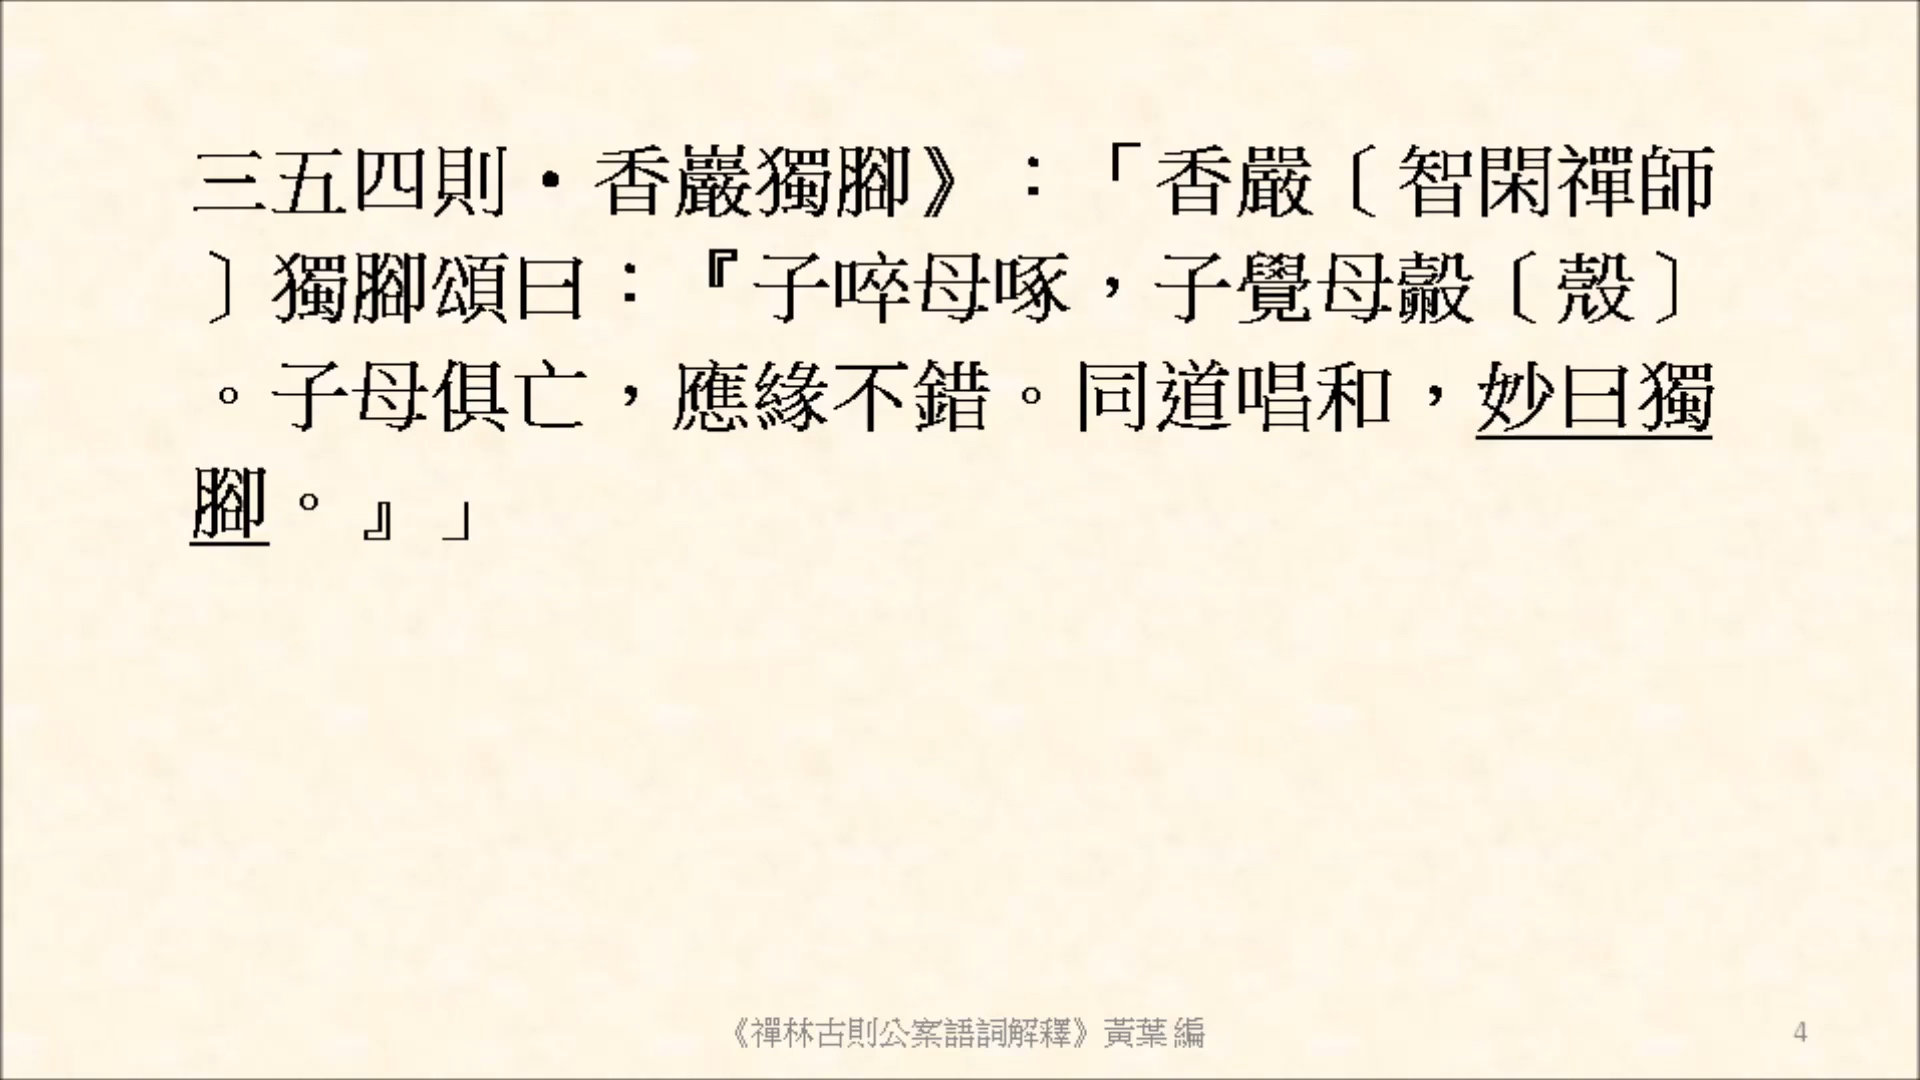 三五四則•香巖獨腳》：「香嚴〔智閑禪師
〕獨腳頌曰：『子啐母啄，子覺母㲉〔殼〕
。子母俱亡，應緣不錯。同道唱和，妙曰獨
腳。』」
《禪林古則公案語詞解釋》黃葉 編
4